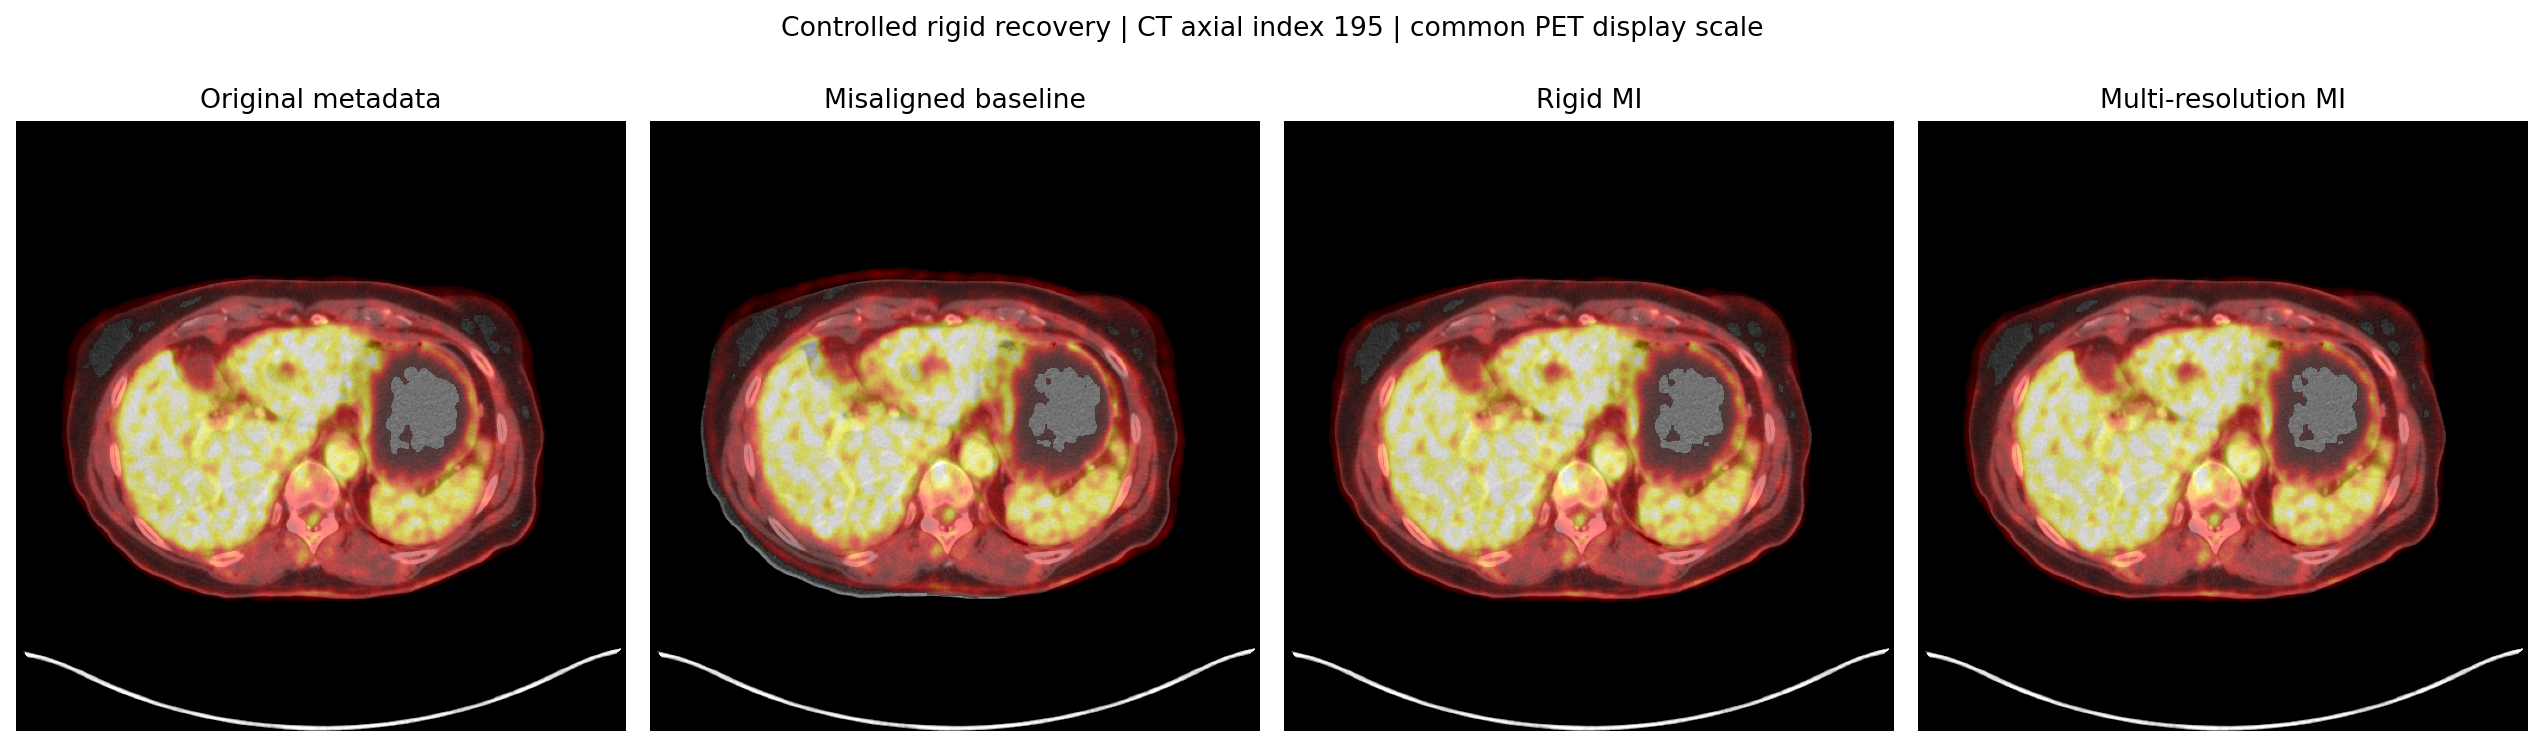 Controlled rigid recovery | CT axial index 195 | common PET display scale
Original metadata
Misaligned baseline
Rigid MI
Multi-resolution MI